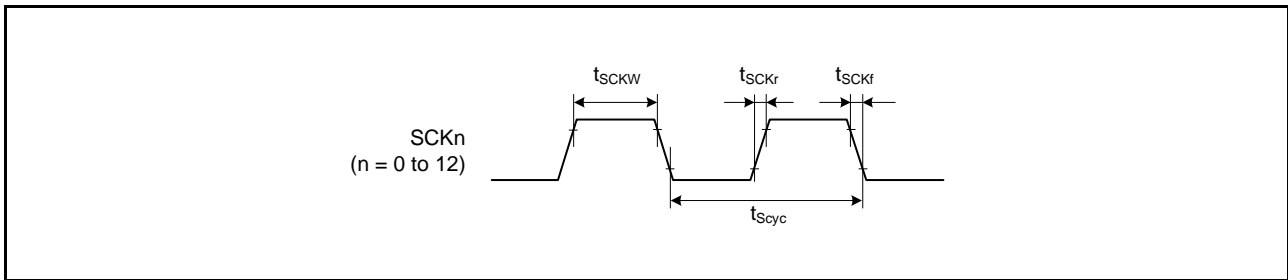 tSCKW
tSCKr
tSCKf
SCKn
(n = 0 to 12)
tScyc